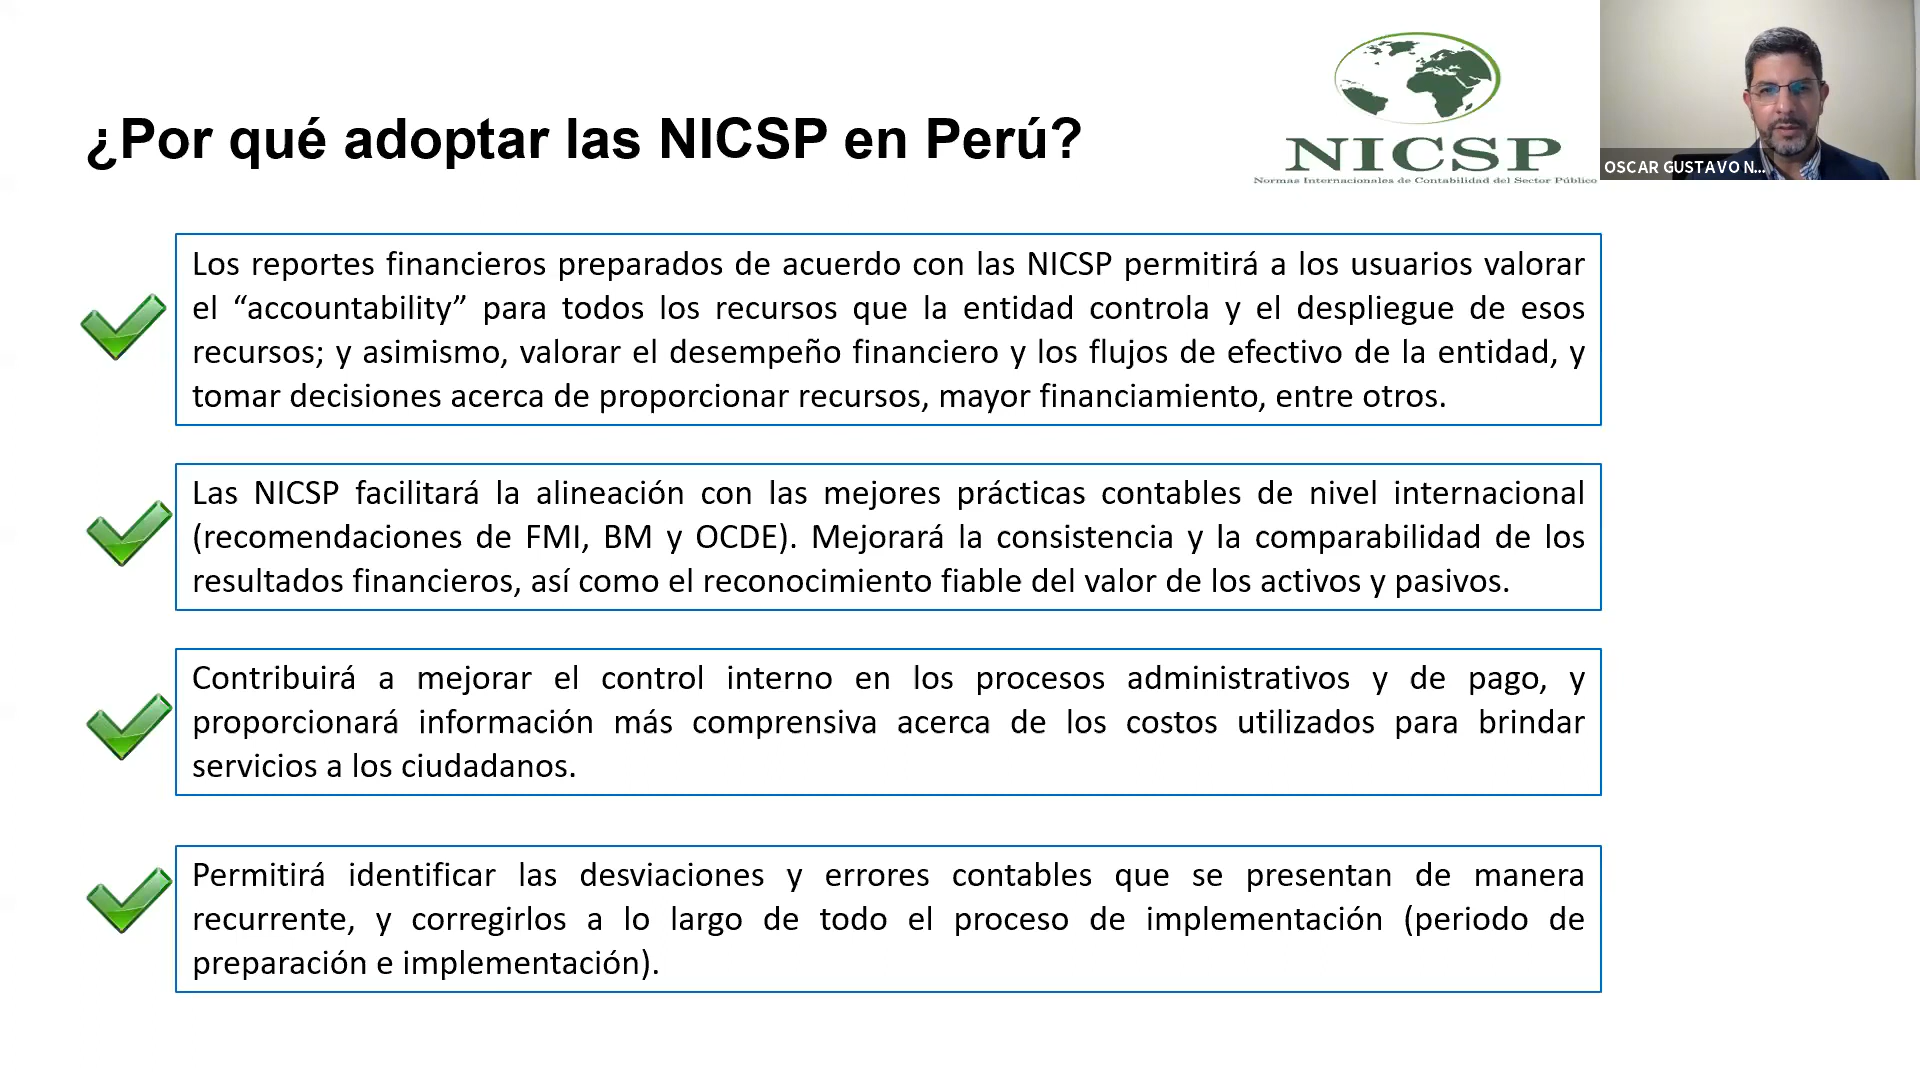 ¿Por qué adoptar las NICSP en Perú?
NICSP
Normas Internacionales de Contabilidad del Sector Público
OSCAR GUSTAVO N...
Los reportes financieros preparados de acuerdo con las NICSP permitirá a los usuarios valorar
el “accountability” para todos los recursos que la entidad controla y el despliegue de esos
recursos; y asimismo, valorar el desempeño financiero y los flujos de efectivo de la entidad, y
tomar decisiones acerca de proporcionar recursos, mayor financiamiento, entre otros.
Las NICSP facilitará la alineación con las mejores prácticas contables de nivel internacional
(recomendaciones de FMI, BM y OCDE). Mejorará la consistencia y la comparabilidad de los
resultados financieros, así como el reconocimiento fiable del valor de los activos y pasivos.
Contribuirá a mejorar el control interno en los procesos administrativos y de pago, y
proporcionará información más comprensiva acerca de los costos utilizados para brindar
servicios a los ciudadanos.
Permitirá identificar las desviaciones y errores contables que se presentan de manera
recurrente, y corregirlos a lo largo de todo el proceso de implementación (periodo de
preparación e implementación).